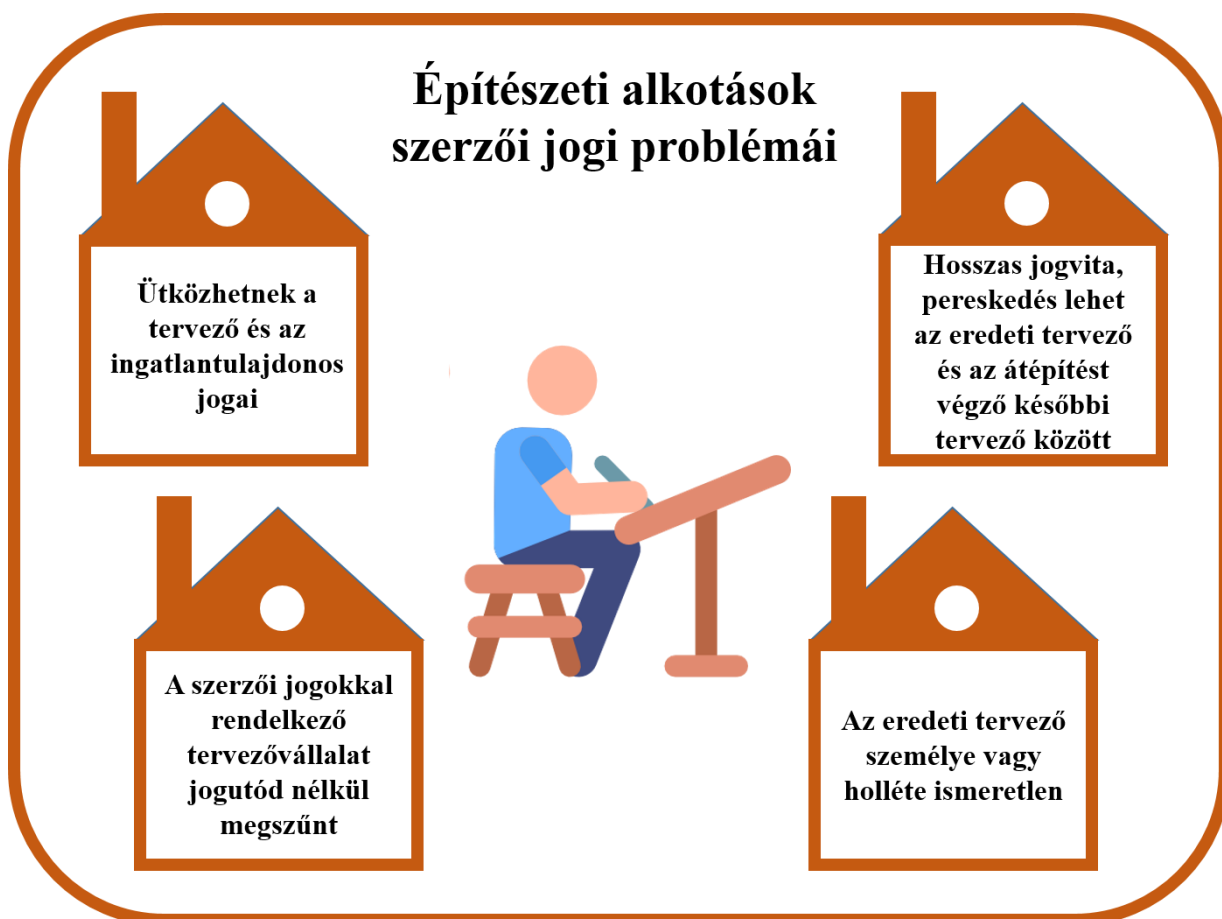 Építészeti alkotások
szerzői jogi problémái
Ütközhetnek a
tervező és az
ingatlantulajdonos
jogai
Hosszas jogvita,
pereskedés lehet
az eredeti tervező
és az átépítést
végző későbbi
tervező között
A szerzői jogokkal
rendelkező
tervezővállalat
jogutód nélkül
megszűnt
Az eredeti tervező
személye vagy
holléte ismeretlen